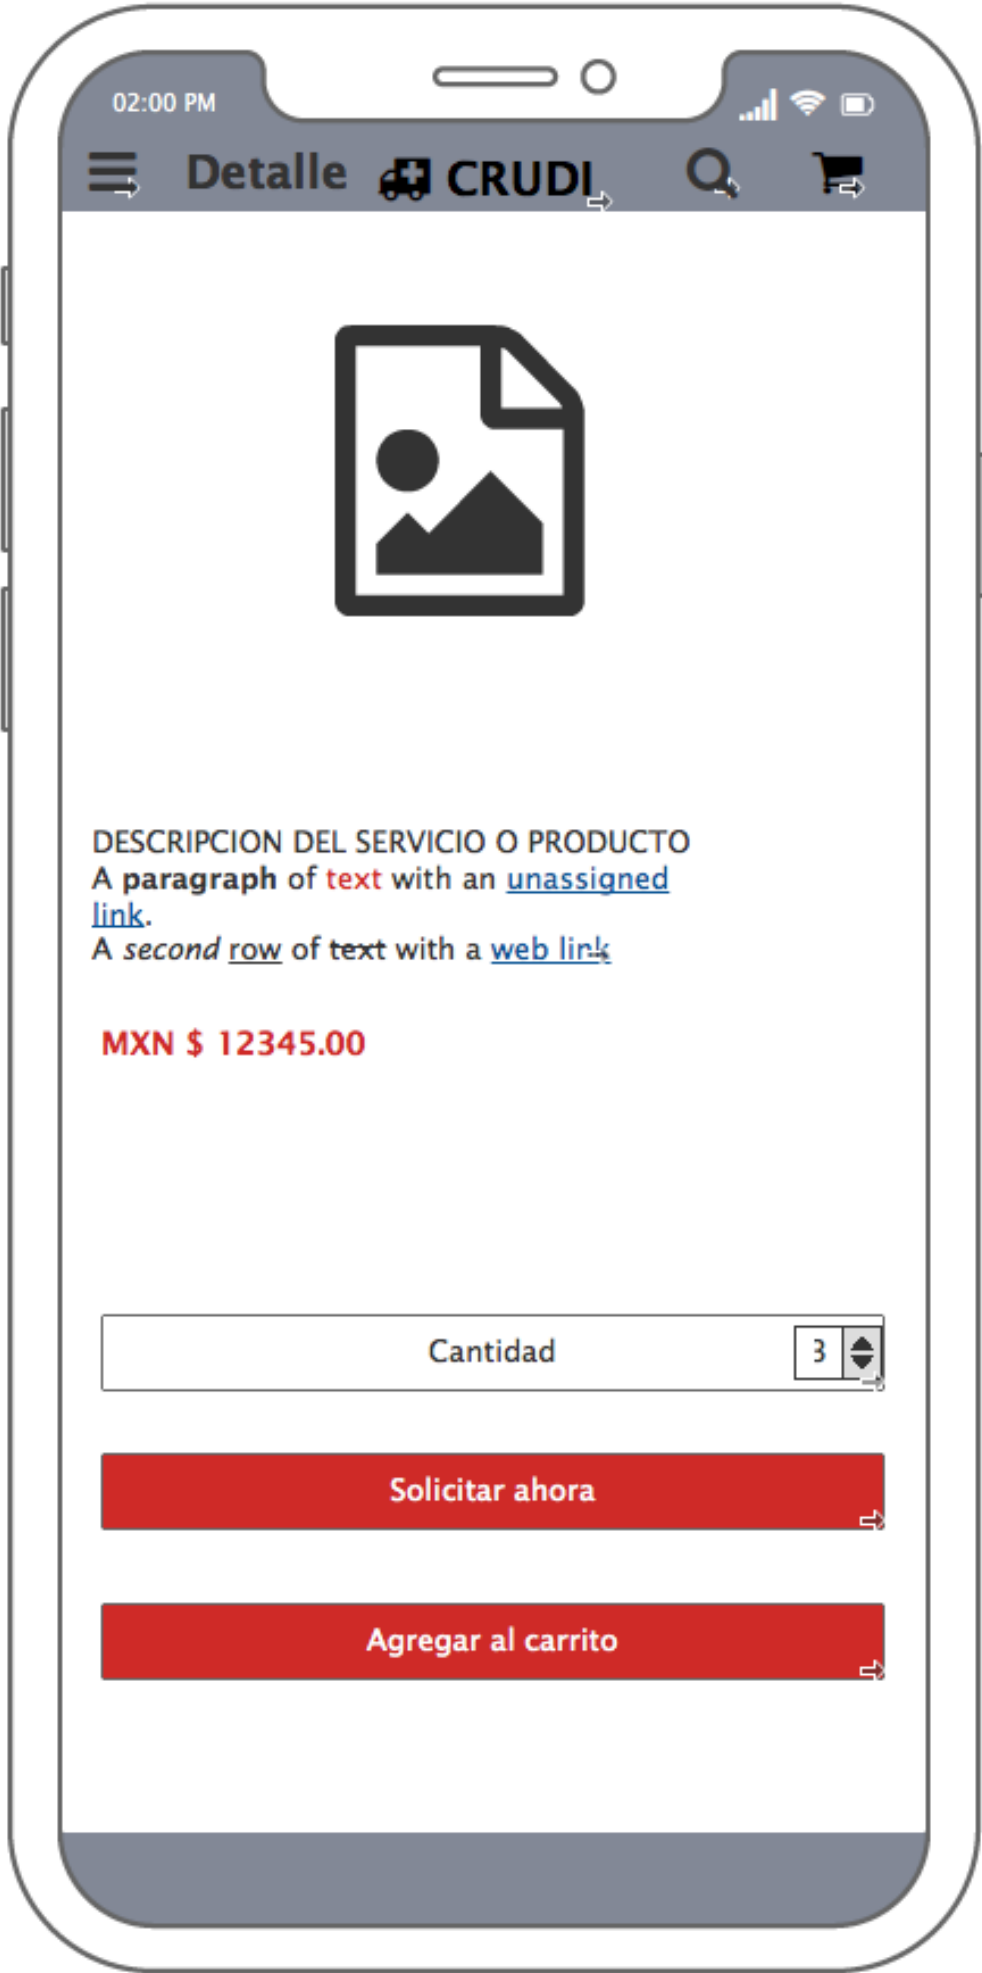 02:00 PM
Detalle CRUDI
DESCRIPCION DEL SERVICIO O PRODUCTO
A paragraph of text with an unassigned
link.
A second row of text with a web link
MXN $ 12345.00
Cantidad 3
Solicitar ahora
Agregar al carrito